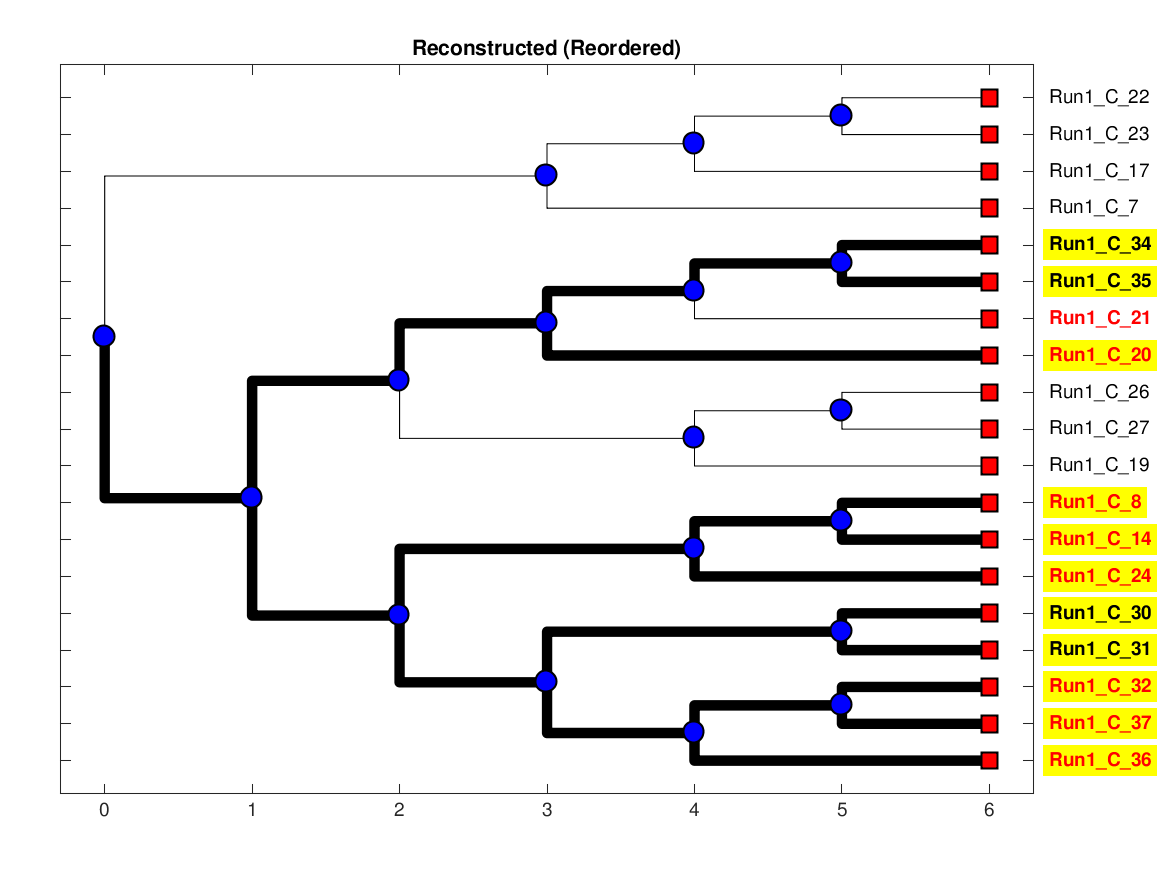 Reconstructed (Reordered)
Run1_C_22
Run1_C_23
Run1_C_17
Run1_C_7
Run1_C_34
Run1_C_35
Run1_C_21
Run1_C_20
Run1_C_26
Run1_C_27
Run1_C_19
Run1_C_8
Run1_C_14
Run1_C_24
Run1_C_30
Run1_C_31
Run1_C_32
Run1_C_37
Run1_C_36
0 1 2 3 4 5 6